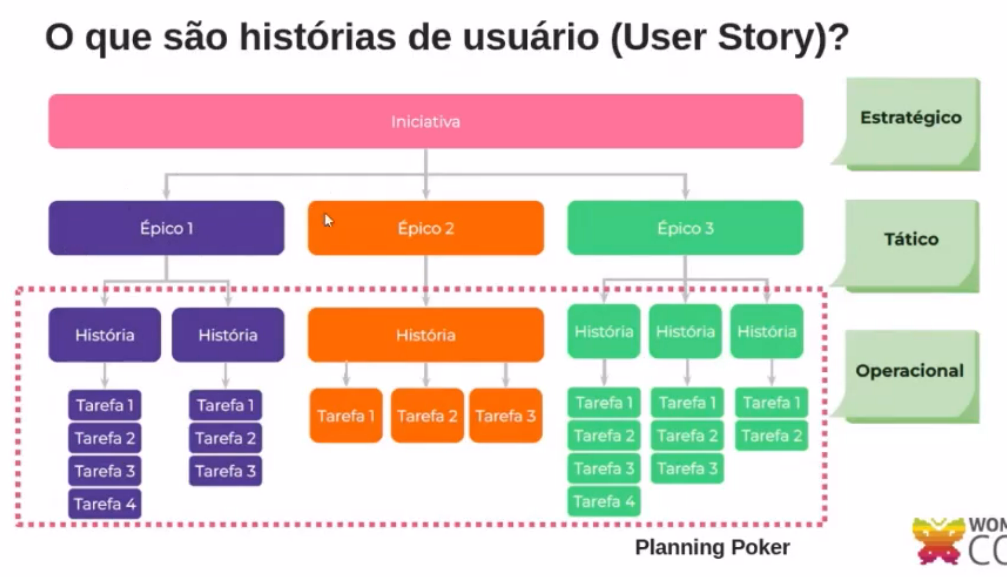 O que são histórias de usuário (User Story)?
Iniciativa
Estratégico
Épico 1
Épico 2
Épico 3
Tático
História
História
História
História
História
História
Operacional
Tarefa 1
Tarefa 2
Tarefa 3
Tarefa 4
Tarefa 1
Tarefa 2
Tarefa 3
Tarefa 1
Tarefa 2
Tarefa 3
Tarefa 1
Tarefa 2
Tarefa 3
Tarefa 4
Tarefa 1
Tarefa 2
Tarefa 3
Tarefa 1
Tarefa 2
Planning Poker